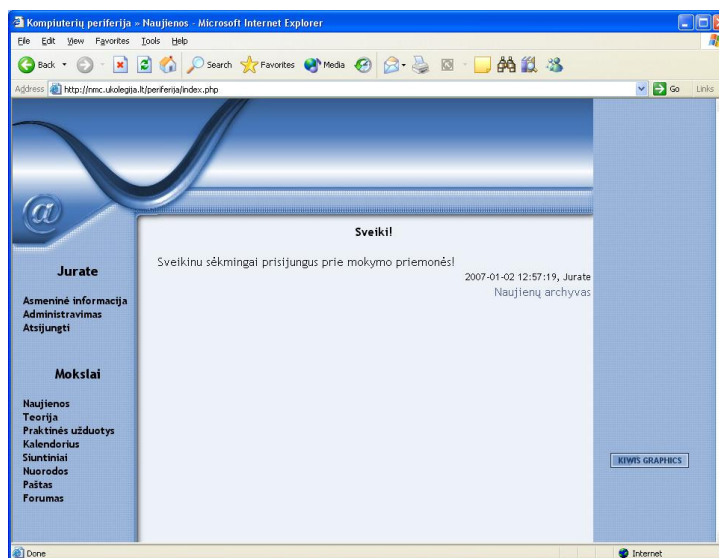 Kompiuterių periferija » Naujienos - Microsoft Internet Explorer
File Edit View Favorites Tools Help
Back Search Favorites Media
Address http://nmc.ukolegija.lt/periferija/index.php Go Links
@
Sveiki!
Sveikinu sėkmingai prisijungus prie mokymo priemonės!
2007-01-02 12:57:19, Jurate
Naujienų archyvas
Jurate
Asmeninė informacija
Administravimas
Atsijungti
Mokslai
Naujienos
Teorija
Praktinės užduotys
Kalendorius
Siuntiniai
Nuorodos
Paštas
Forumas
KIWIS GRAPHICS
Done Internet